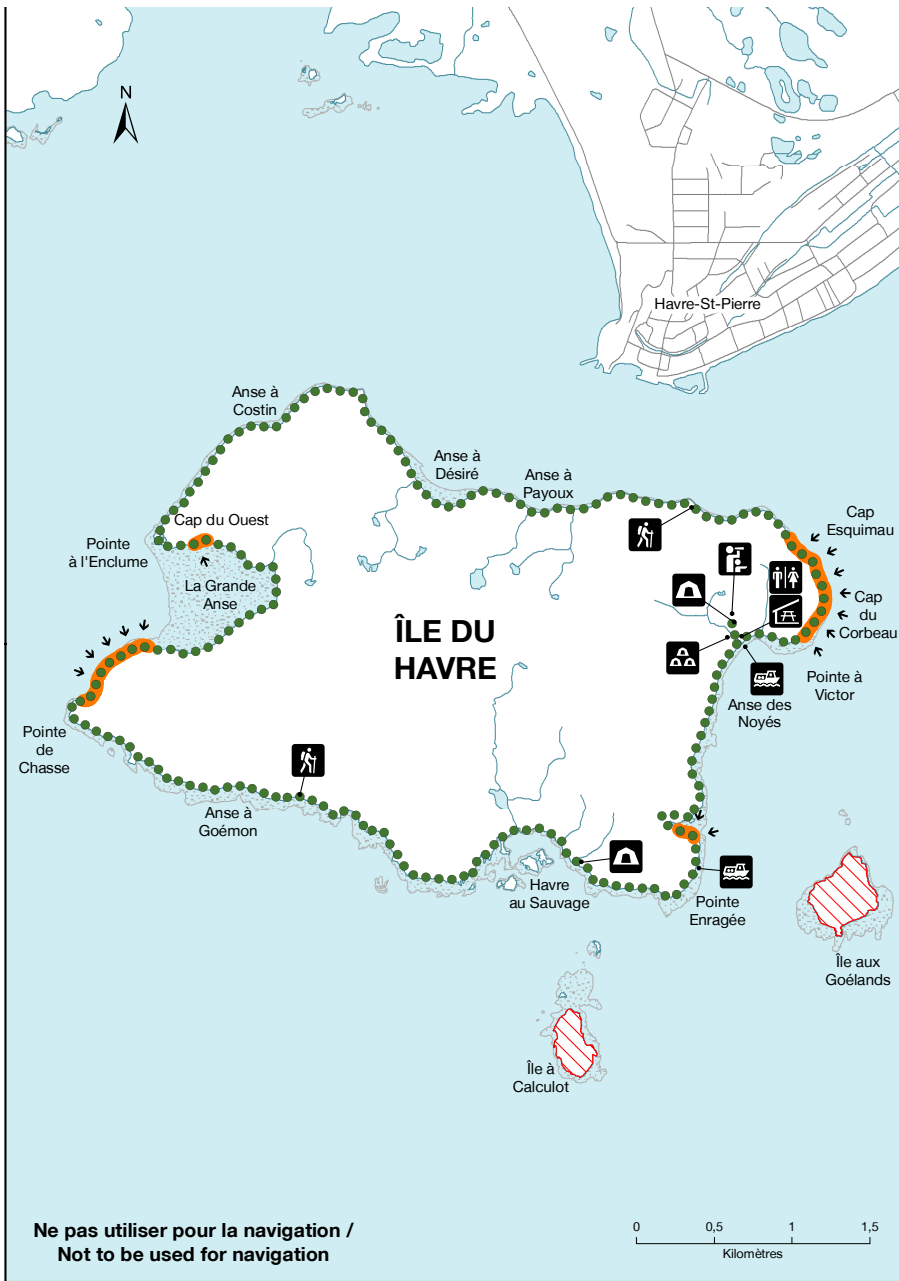 N
Havre-St-Pierre
Anse à
Costin
Anse à
Désiré
Anse à
Payoux
Cap
Esquimau
Cap du Ouest
Pointe
à l'Enclume
La Grande
Anse
Cap
du
Corbeau
ÎLE DU
HAVRE
Pointe à
Victor
Anse des
Noyés
Pointe
de
Chasse
Anse à
Goémon
Havre
au Sauvage
Pointe
Enragée
Île aux
Goélands
Île à
Calculot
Ne pas utiliser pour la navigation /
Not to be used for navigation
0 0,5 1 1,5
Kilomètres